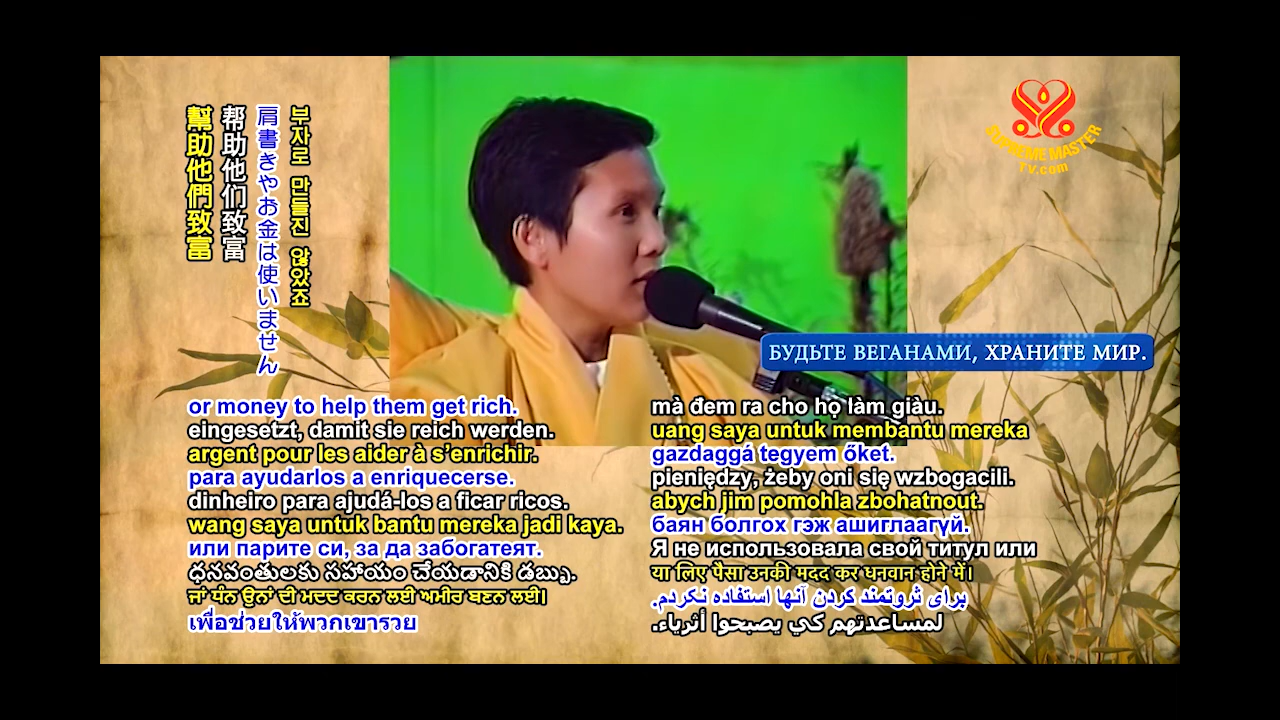 SUPREME MASTER
TV.com
부자로 만들진 않았죠
肩書きやお金は使いません
帮助他们致富
幫助他們致富
БУДЬТЕ ВЕГАНАМИ, ХРАНИТЕ МИР.
or money to help them get rich.
eingesetzt, damit sie reich werden.
argent pour les aider à s’enrichir.
para ayudarlos a enriquecerse.
dinheiro para ajudá-los a ficar ricos.
wang saya untuk bantu mereka jadi kaya.
или парите си, за да забогатеят.
ధనవంతులకు సహాయం చేయడానికి డబ్బు.
ਜਾਂ ਧੰਨ ਉਨਾਂ ਦੀ ਮਦਦ ਕਰਨ ਲਈ ਅਮੀਰ ਬਣਨ ਲਈ।
เพื่อช่วยให้พวกเขารวย
mà đem ra cho họ làm giàu.
uang saya untuk membantu mereka
gazdaggá tegyem őket.
pieniędzy, żeby oni się wzbogacili.
abych jim pomohla zbohatnout.
баян болгох гэж ашиглаагүй.
Я не использовала свой титул или
या लिए पैसा उनकी मदद कर धनवान होने में।
برای ثروتمند کردن آنها استفاده نکردم.
لمساعدتهم كي يصبحوا أثرياء.